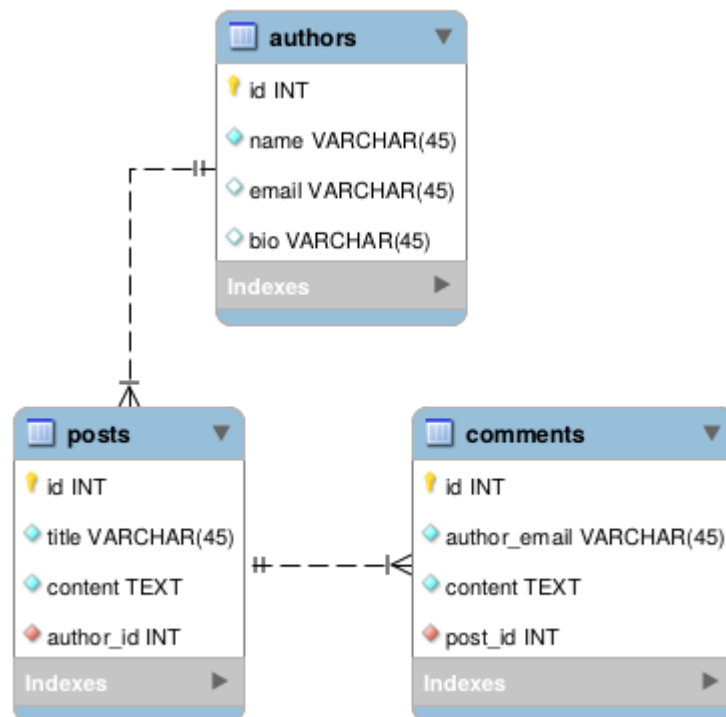 authors
id INT
name VARCHAR(45)
email VARCHAR(45)
bio VARCHAR(45)
Indexes
posts
id INT
title VARCHAR(45)
content TEXT
author_id INT
Indexes
comments
id INT
author_email VARCHAR(45)
content TEXT
post_id INT
Indexes